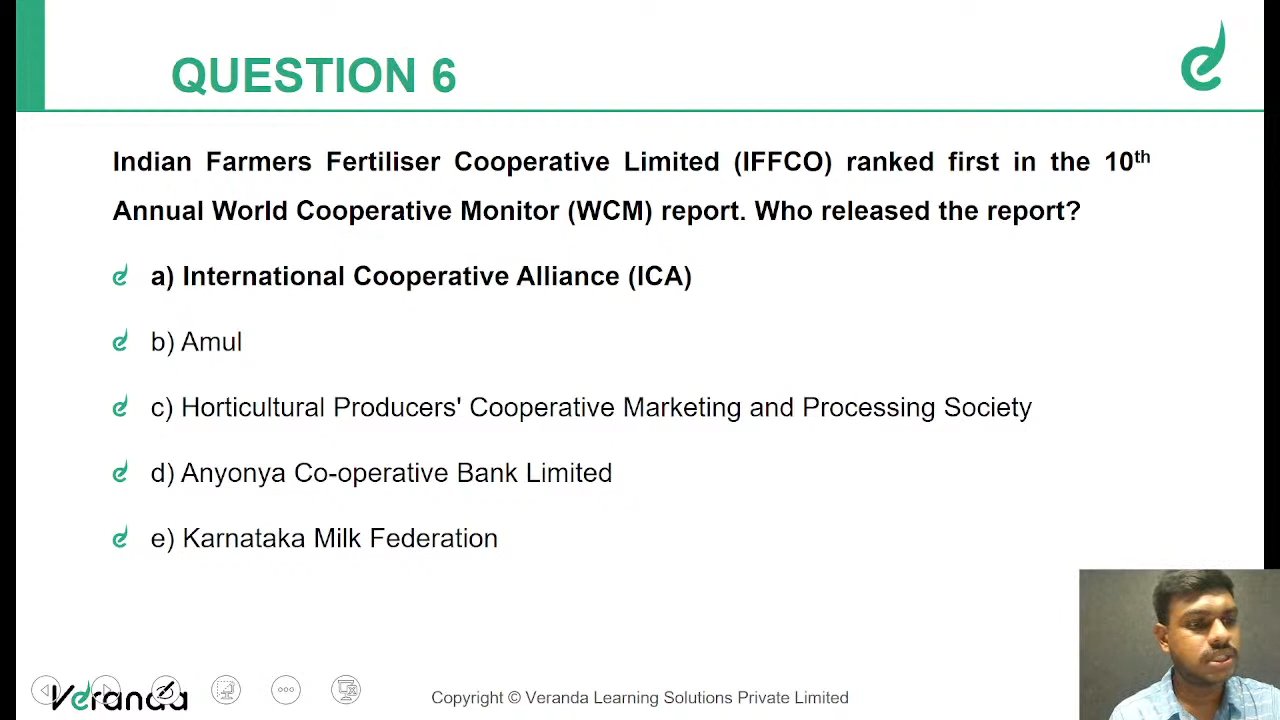 QUESTION 6
Indian Farmers Fertiliser Cooperative Limited (IFFCO) ranked first in the 10th
Annual World Cooperative Monitor (WCM) report. Who released the report?
a) International Cooperative Alliance (ICA)
b) Amul
c) Horticultural Producers' Cooperative Marketing and Processing Society
d) Anyonya Co-operative Bank Limited
e) Karnataka Milk Federation
Veranda
Copyright © Veranda Learning Solutions Private Limited